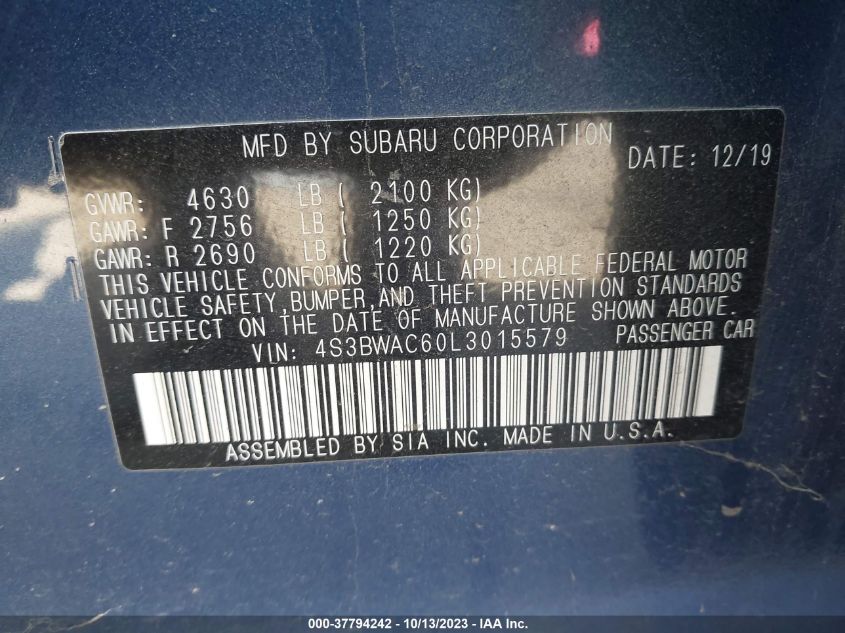 MFD BY SUBARU CORPORATION
DATE: 12/19
GVWR: 4630 LB ( 2100 KG)
GAWR: F 2756 LB ( 1250 KG)
GAWR: R 2690 LB ( 1220 KG)
THIS VEHICLE CONFORMS TO ALL APPLICABLE FEDERAL MOTOR
VEHICLE SAFETY,BUMPER,AND THEFT PREVENTION STANDARDS
IN EFFECT ON THE DATE OF MANUFACTURE SHOWN ABOVE.
VIN: 4S3BWAC60L3015579 PASSENGER CAR
ASSEMBLED BY SIA INC. MADE IN U.S.A.
000-37794242 - 10/13/2023 - IAAI Inc.